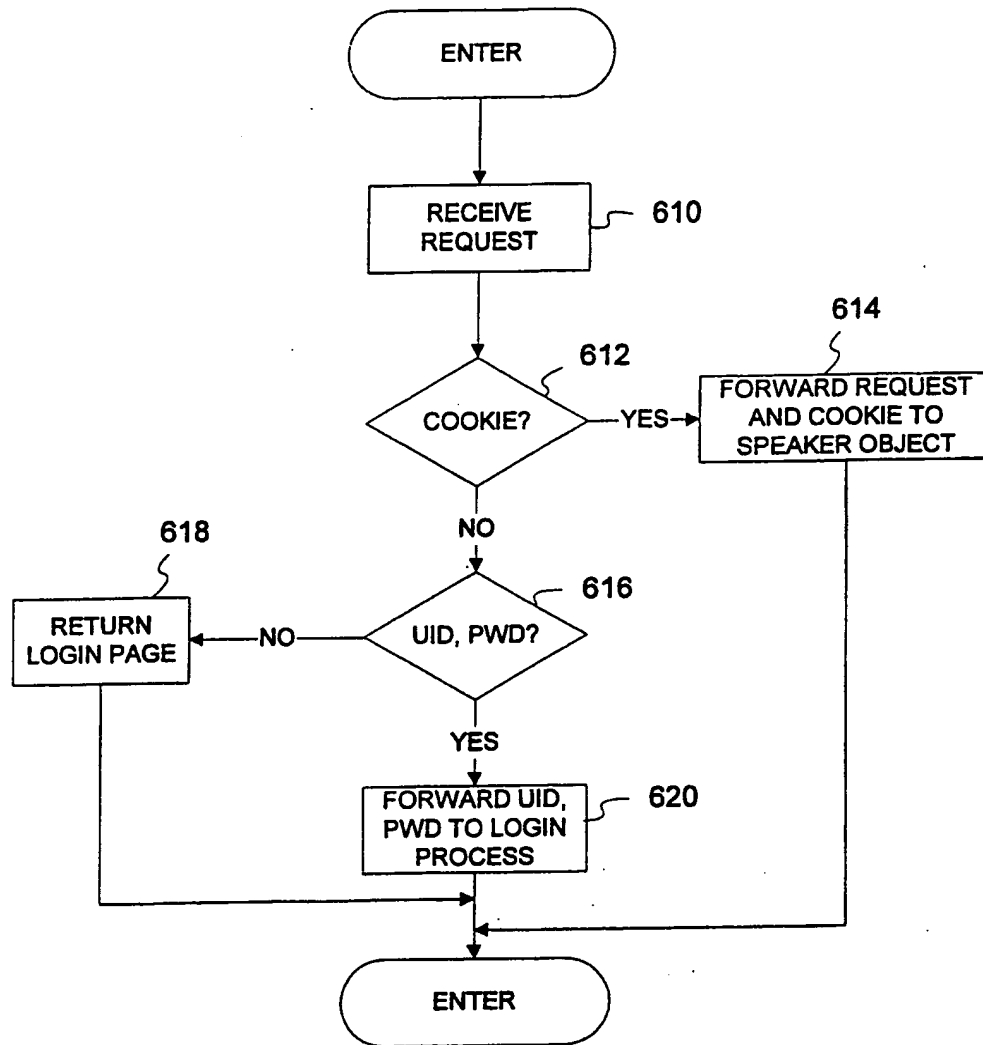 ENTER
RECEIVE
REQUEST
610
612
COOKIE?
YES
614
FORWARD REQUEST
AND COOKIE TO
SPEAKER OBJECT
NO
616
UID, PWD?
NO
618
RETURN
LOGIN PAGE
YES
FORWARD UID,
PWD TO LOGIN
PROCESS
620
ENTER